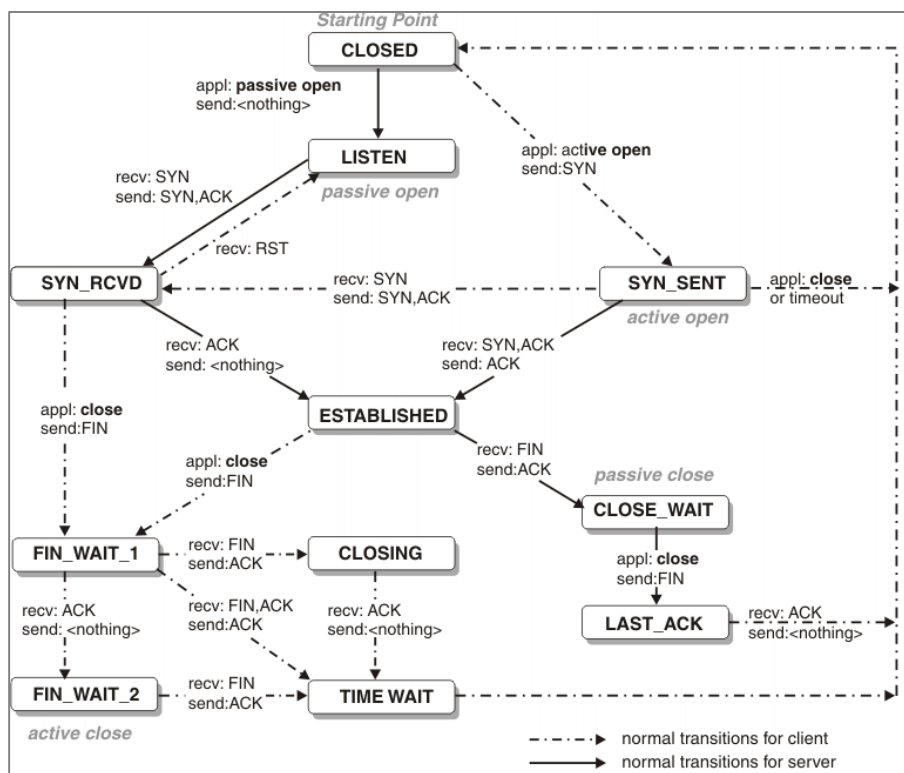 Starting Point
CLOSED
appl: passive open
send:<nothing>
appl: active open
send:SYN
LISTEN
passive open
recv: SYN
send: SYN,ACK
recv: RST
SYN_RCVD
recv: SYN
send: SYN,ACK
SYN_SENT
active open
appl: close
or timeout
recv: ACK
send: <nothing>
recv: SYN,ACK
send: ACK
ESTABLISHED
appl: close
send:FIN
appl: close
send:FIN
recv: FIN
send:ACK
passive close
CLOSE_WAIT
FIN_WAIT_1
recv: FIN
send:ACK
CLOSING
appl: close
send:FIN
recv: ACK
send: <nothing>
recv: FIN,ACK
send:ACK
recv: ACK
send:<nothing>
LAST_ACK
recv: ACK
send:<nothing>
FIN_WAIT_2
active close
recv: FIN
send:ACK
TIME WAIT
normal transitions for client
normal transitions for server